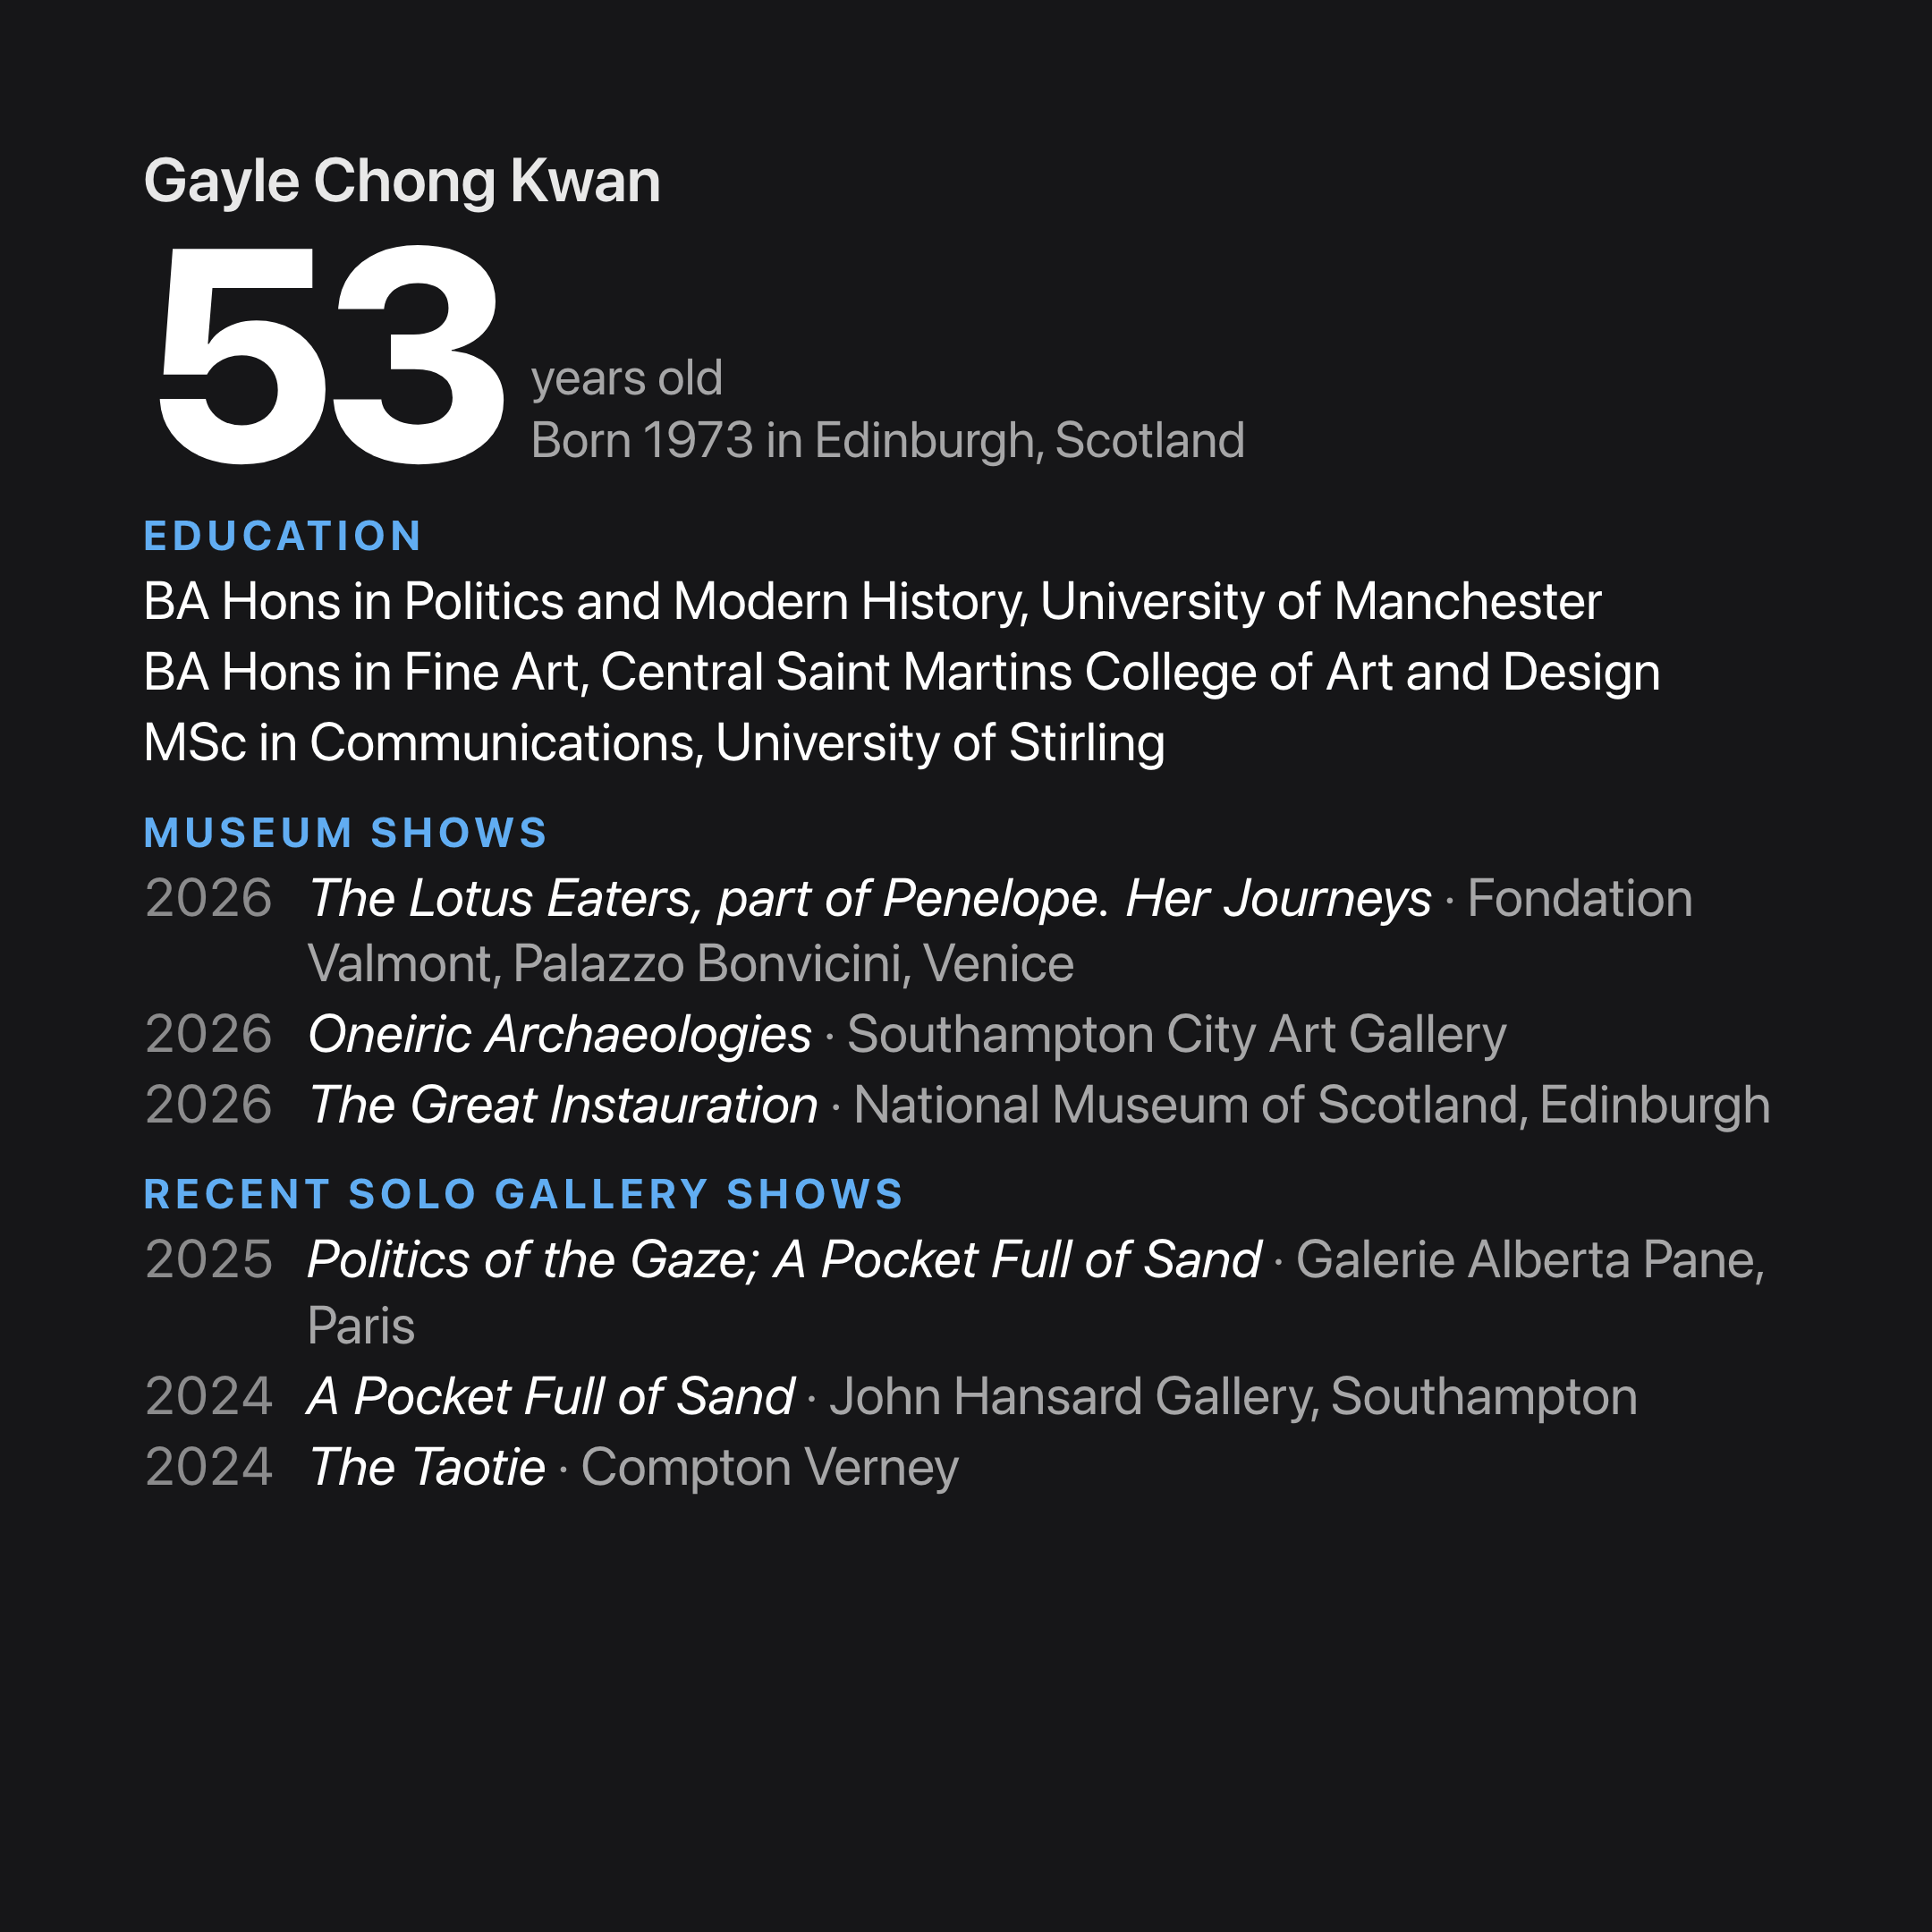 Gayle Chong Kwan
53
years old
Born 1973 in Edinburgh, Scotland
EDUCATION
BA Hons in Politics and Modern History, University of Manchester
BA Hons in Fine Art, Central Saint Martins College of Art and Design
MSc in Communications, University of Stirling
MUSEUM SHOWS
2026 The Lotus Eaters, part of Penelope. Her Journeys · Fondation
Valmont, Palazzo Bonvicini, Venice
2026 Oneiric Archaeologies · Southampton City Art Gallery
2026 The Great Instauration · National Museum of Scotland, Edinburgh
RECENT SOLO GALLERY SHOWS
2025 Politics of the Gaze; A Pocket Full of Sand · Galerie Alberta Pane,
Paris
2024 A Pocket Full of Sand · John Hansard Gallery, Southampton
2024 The Taotie · Compton Verney